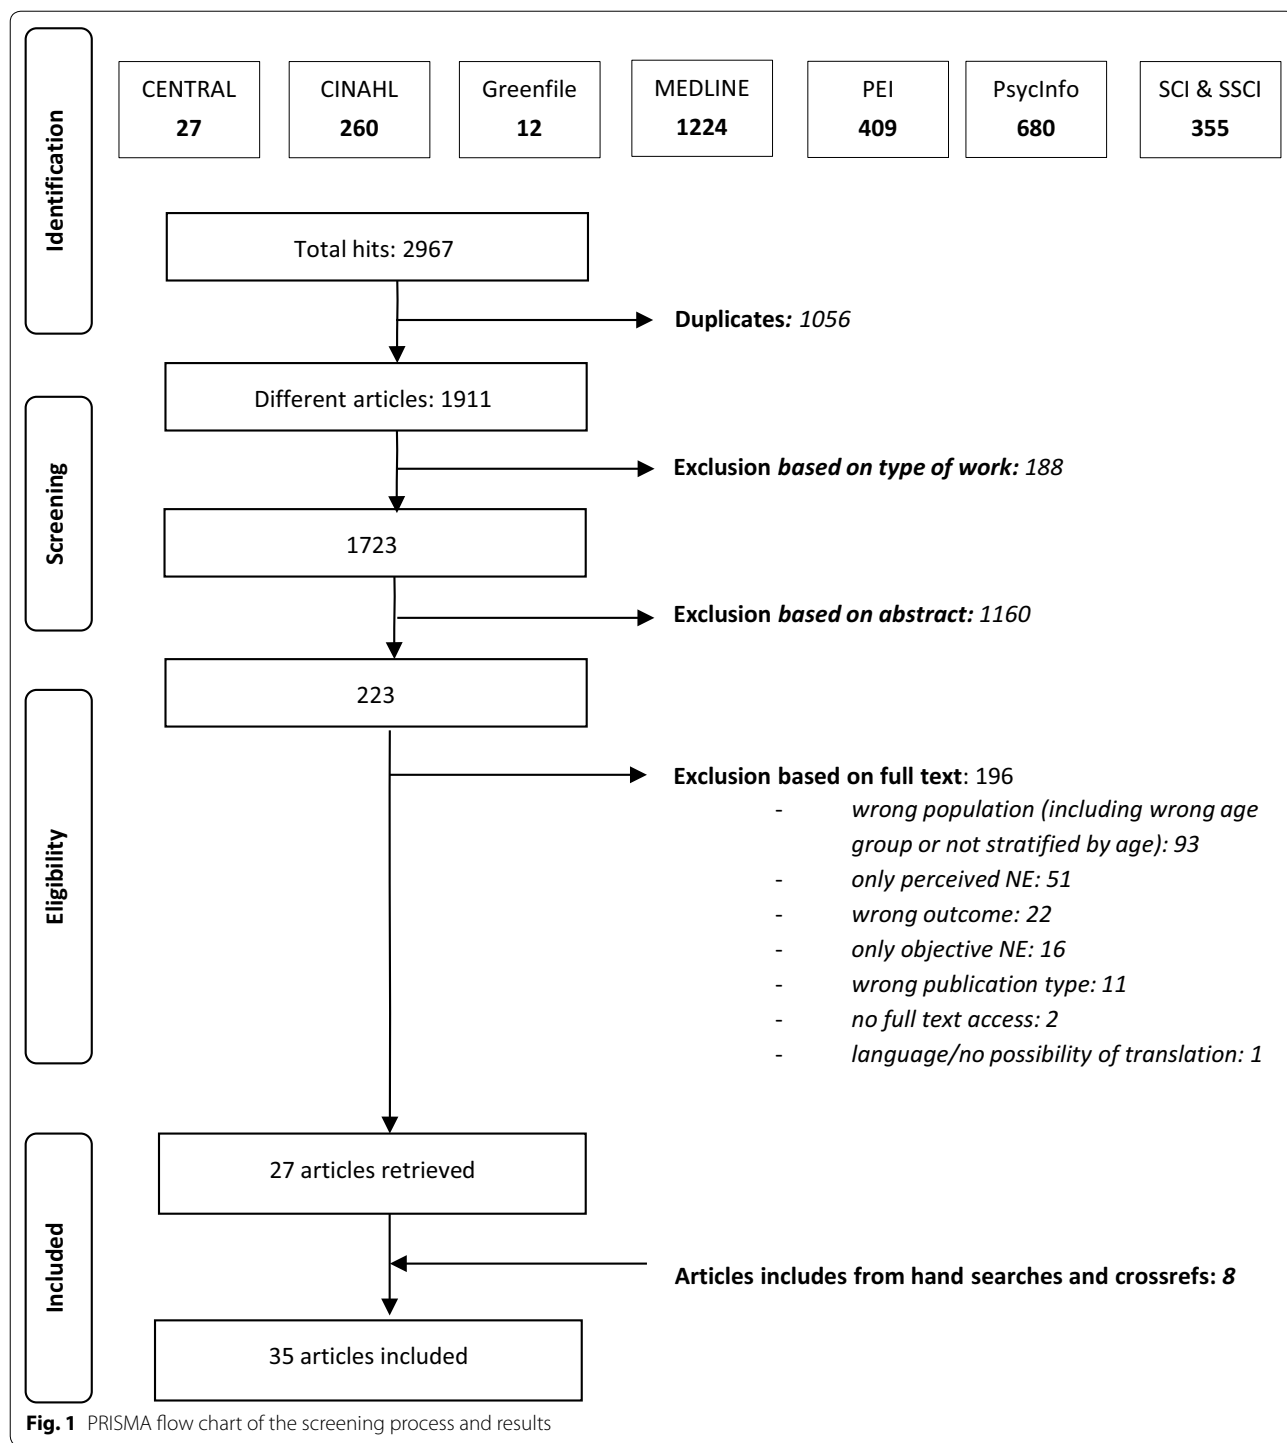 Identification
CENTRAL
27
CINAHL
260
Greenfile
12
MEDLINE
1224
PEI
409
PsycInfo
680
SCI & SSCI
355
Total hits: 2967
Duplicates: 1056
Screening
Different articles: 1911
Exclusion based on type of work: 188
1723
Exclusion based on abstract: 1160
Eligibility
223
Exclusion based on full text: 196
- wrong population (including wrong age
group or not stratified by age): 93
- only perceived NE: 51
- wrong outcome: 22
- only objective NE: 16
- wrong publication type: 11
- no full text access: 2
- language/no possibility of translation: 1
Included
27 articles retrieved
Articles includes from hand searches and crossrefs: 8
35 articles included
Fig. 1 PRISMA flow chart of the screening process and results